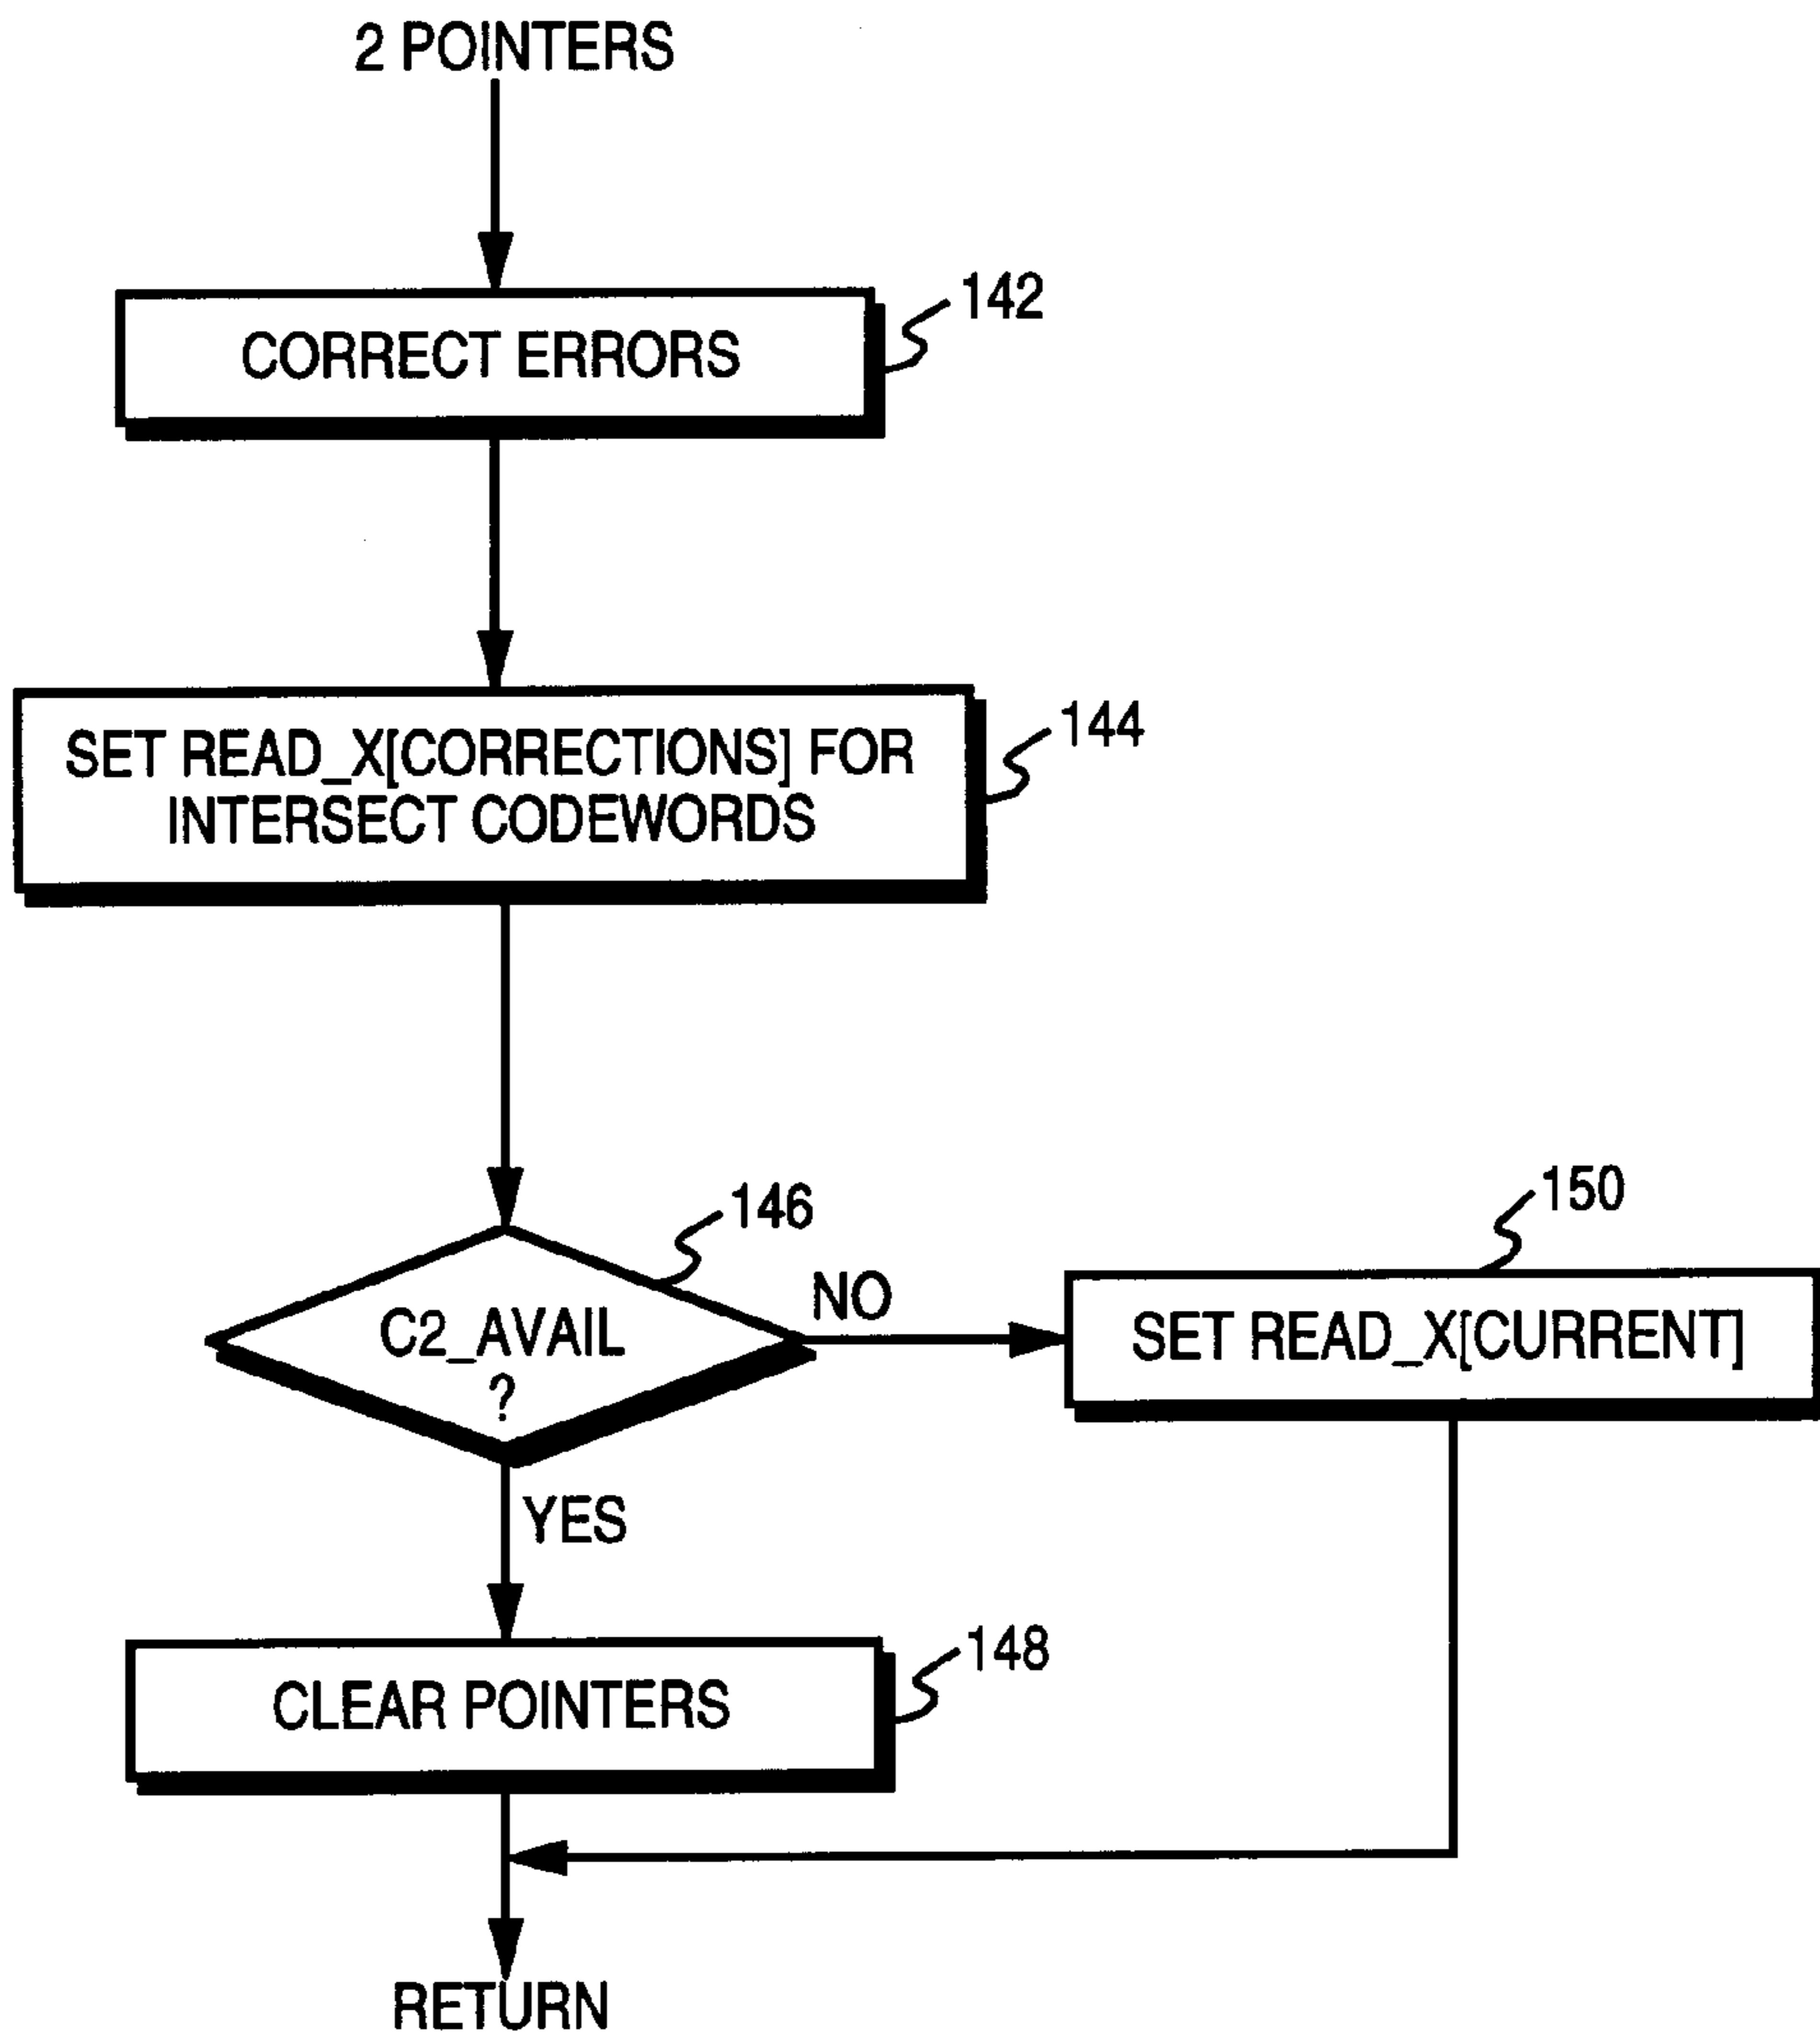 2 POINTERS
142
CORRECT ERRORS
144
SET READ_X[CORRECTIONS] FOR
INTERSECT CODEWORDS
146
150
NO
C2_AVAIL
?
SET READ_X[CURRENT]
YES
148
CLEAR POINTERS
RETURN